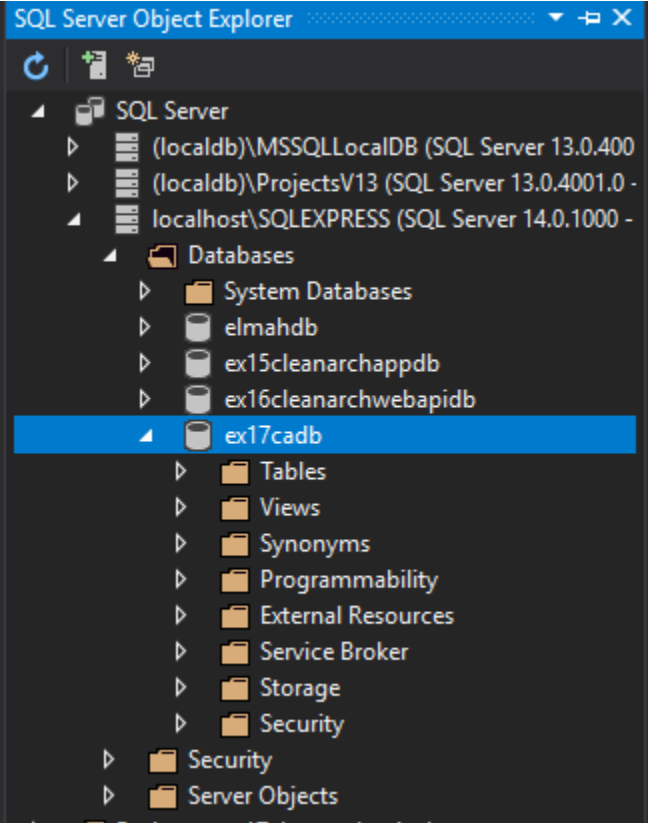 SQL Server Object Explorer
SQL Server
(localdb)\MSSQLLocalDB (SQL Server 13.0.400
(localdb)\ProjectsV13 (SQL Server 13.0.4001.0 -
localhost\SQLEXPRESS (SQL Server 14.0.1000 -
Databases
System Databases
elmahdb
ex15cleanarchappdb
ex16cleanarchwebapidb
ex17cadb
Tables
Views
Synonyms
Programmability
External Resources
Service Broker
Storage
Security
Security
Server Objects